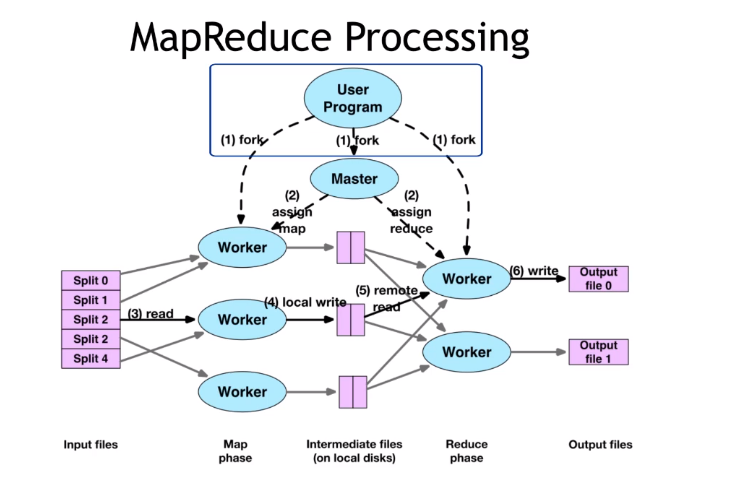 MapReduce Processing
User
Program
(1) fork
(1) fork
(1) fork
Master
(2)
assign
map
(2)
assign
reduce
Worker
Split 0
Split 1
Split 2
Split 2
Split 4
(3) read
Worker
(4) local write
(5) remote
read
Worker
(6) write
Output
file 0
Worker
Output
file 1
Worker
Input files
Map
phase
Intermediate files
(on local disks)
Reduce
phase
Output files